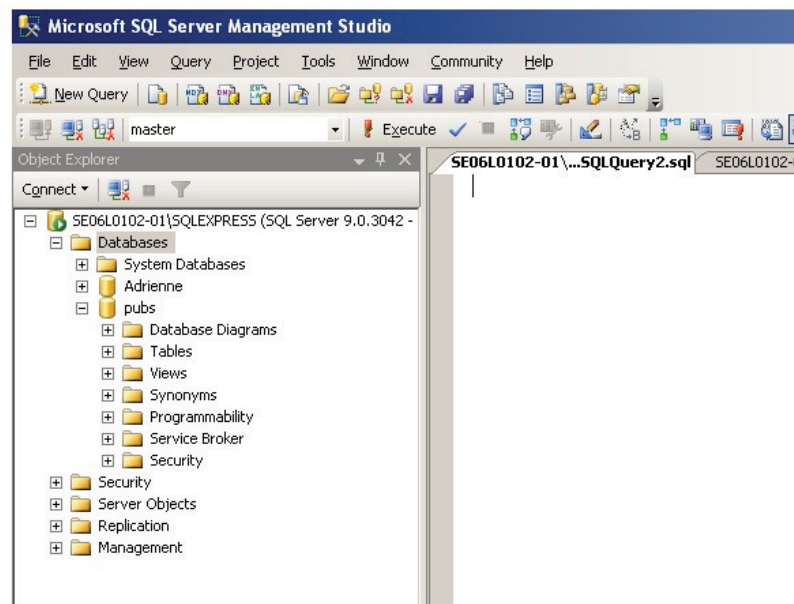 Microsoft SQL Server Management Studio
File Edit View Query Project Tools Window Community Help
New Query
master Execute
Object Explorer
SE06L0102-01\...SQLQuery2.sql SE06L0102-
Connect
SE06L0102-01\SQLEXPRESS (SQL Server 9.0.3042 -
Databases
System Databases
Adrienne
pubs
Database Diagrams
Tables
Views
Synonyms
Programmability
Service Broker
Security
Security
Server Objects
Replication
Management